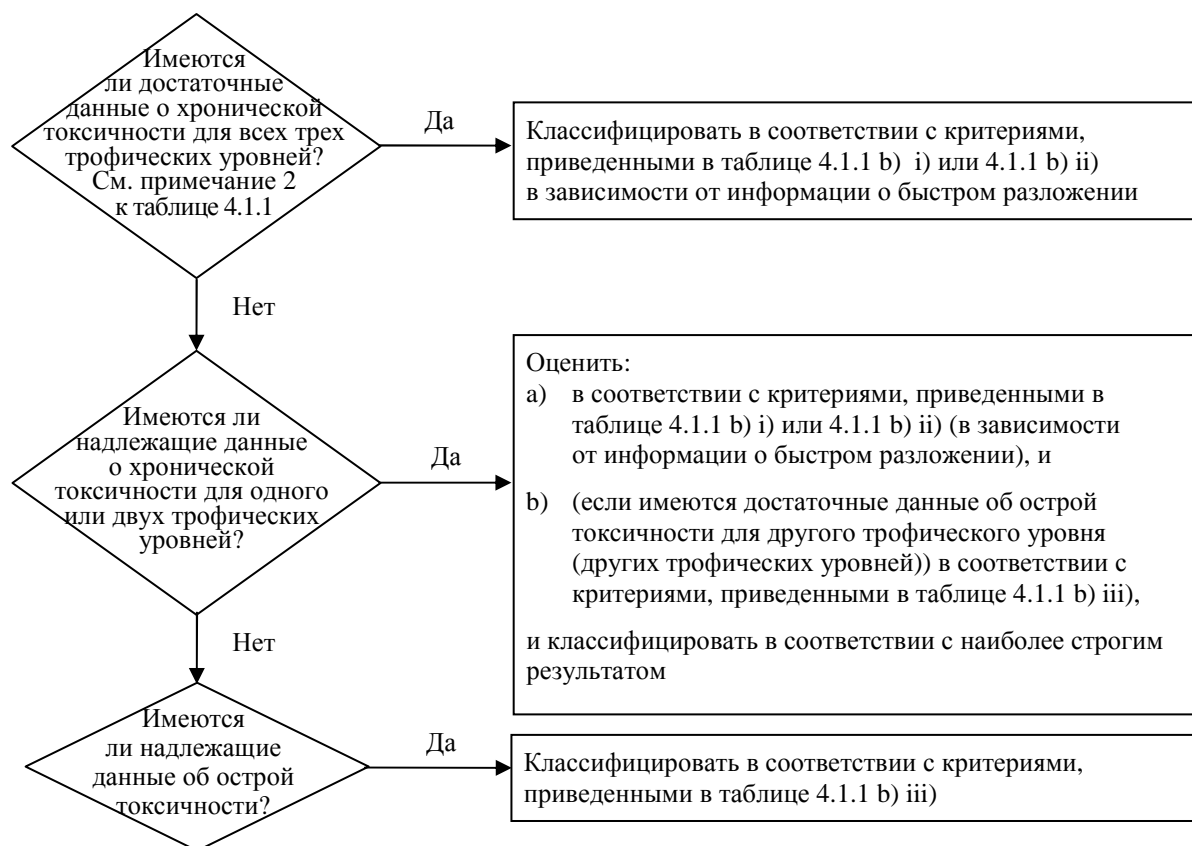 Имеются
ли достаточные
данные о хронической
токсичности для всех трех
трофических уровней?
См. примечание 2
к таблице 4.1.1
Да
Классифицировать в соответствии с критериями,
приведенными в таблице 4.1.1 b) i) или 4.1.1 b) ii)
в зависимости от информации о быстром разложении
Нет
Имеются ли
надлежащие данные
о хронической
токсичности для одного
или двух трофических
уровней?
Да
Оценить:
a) в соответствии с критериями, приведенными в
таблице 4.1.1 b) i) или 4.1.1 b) ii) (в зависимости
от информации о быстром разложении), и
b) (если имеются достаточные данные об острой
токсичности для другого трофического уровня
(других трофических уровней)) в соответствии с
критериями, приведенными в таблице 4.1.1 b) iii),
и классифицировать в соответствии с наиболее строгим
результатом
Нет
Имеются
ли надлежащие
данные об острой
токсичности?
Да
Классифицировать в соответствии с критериями,
приведенными в таблице 4.1.1 b) iii)